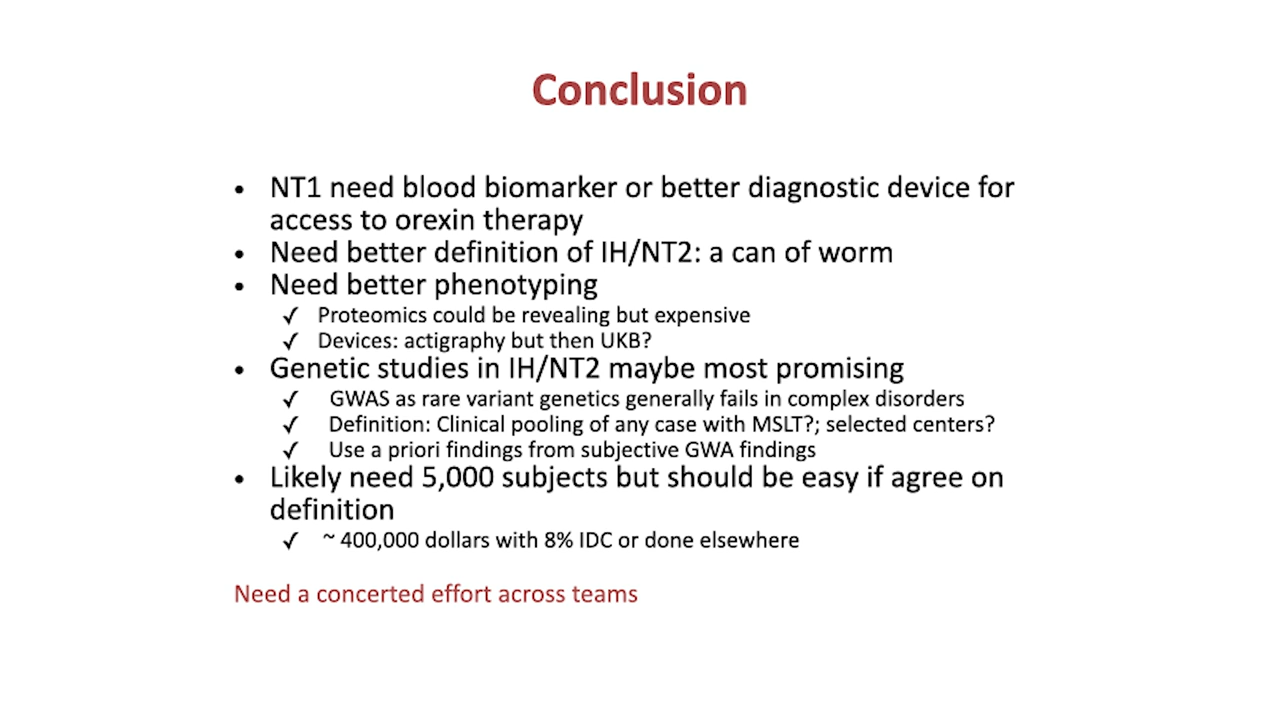 Conclusion
• NT1 need blood biomarker or better diagnostic device for
access to orexin therapy
• Need better definition of IH/NT2: a can of worm
• Need better phenotyping
✓ Proteomics could be revealing but expensive
✓ Devices: actigraphy but then UKB?
• Genetic studies in IH/NT2 maybe most promising
✓ GWAS as rare variant genetics generally fails in complex disorders
✓ Definition: Clinical pooling of any case with MSLT?; selected centers?
✓ Use a priori findings from subjective GWA findings
• Likely need 5,000 subjects but should be easy if agree on
definition
✓ ~ 400,000 dollars with 8% IDC or done elsewhere
Need a concerted effort across teams